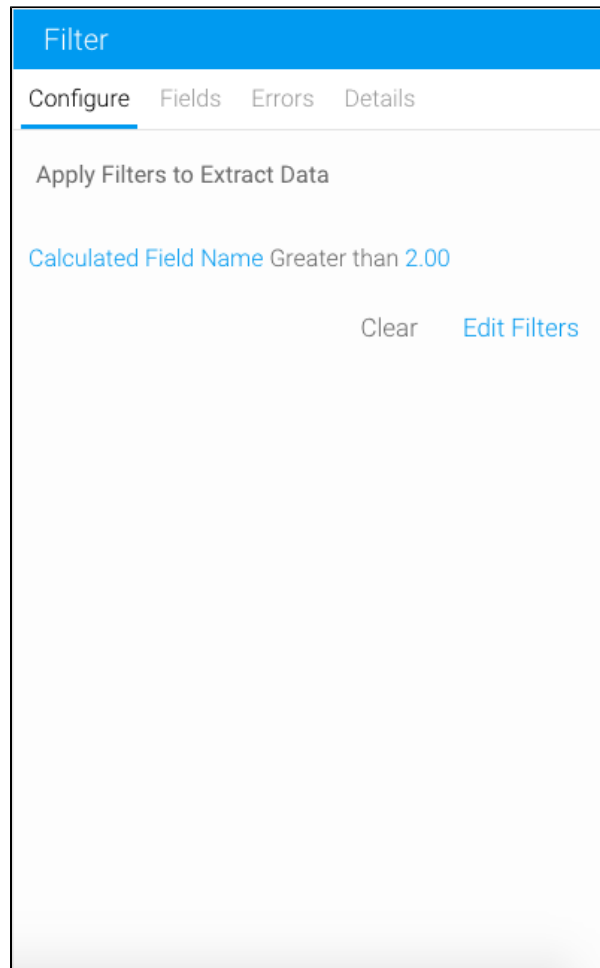 Filter
Configure Fields Errors Details
Apply Filters to Extract Data
Calculated Field Name Greater than 2.00
Clear Edit Filters